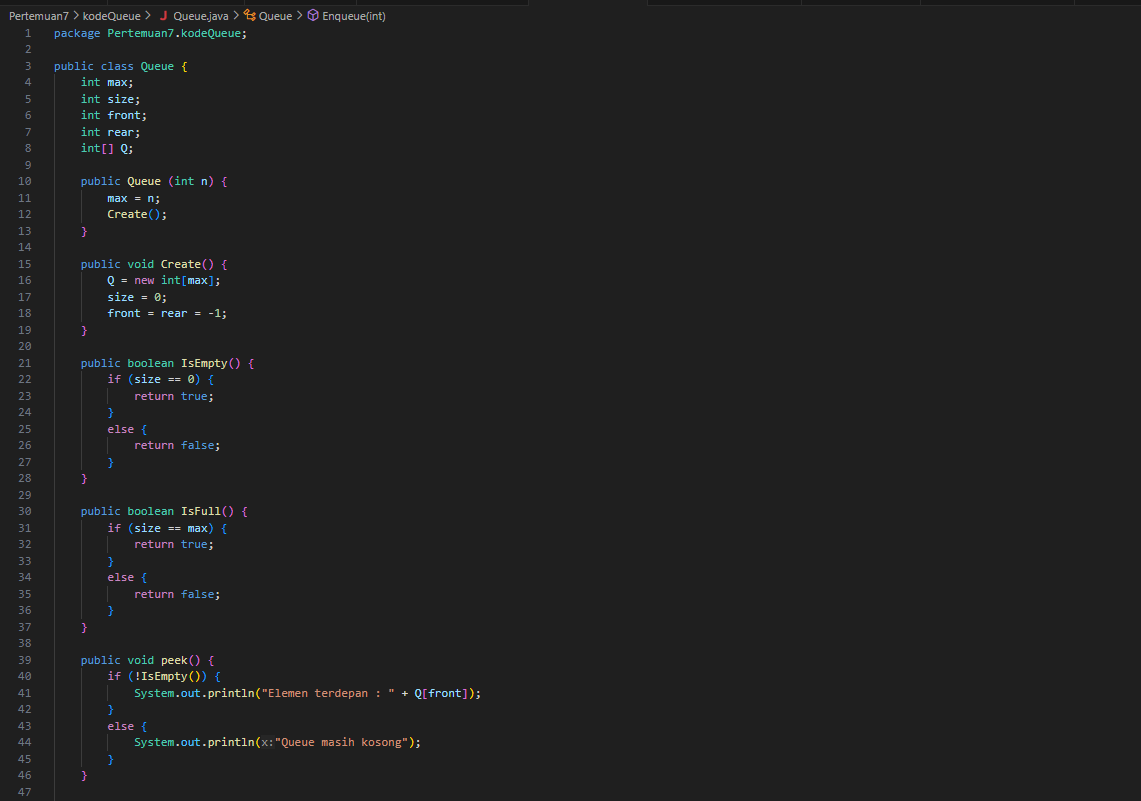 Pertemuan7 > kodeQueue > J Queue.java > Queue > Enqueue(int)
1 package Pertemuan7.kodeQueue;
2
3 public class Queue {
4     int max;
5     int size;
6     int front;
7     int rear;
8     int[] Q;
9
10     public Queue (int n) {
11         max = n;
12         Create();
13     }
14
15     public void Create() {
16         Q = new int[max];
17         size = 0;
18         front = rear = -1;
19     }
20
21     public boolean IsEmpty() {
22         if (size == 0) {
23             return true;
24         }
25         else {
26             return false;
27         }
28     }
29
30     public boolean IsFull() {
31         if (size == max) {
32             return true;
33         }
34         else {
35             return false;
36         }
37     }
38
39     public void peek() {
40         if (!IsEmpty()) {
41             System.out.println("Elemen terdepan : " + Q[front]);
42         }
43         else {
44             System.out.println(x:"Queue masih kosong");
45         }
46     }
47